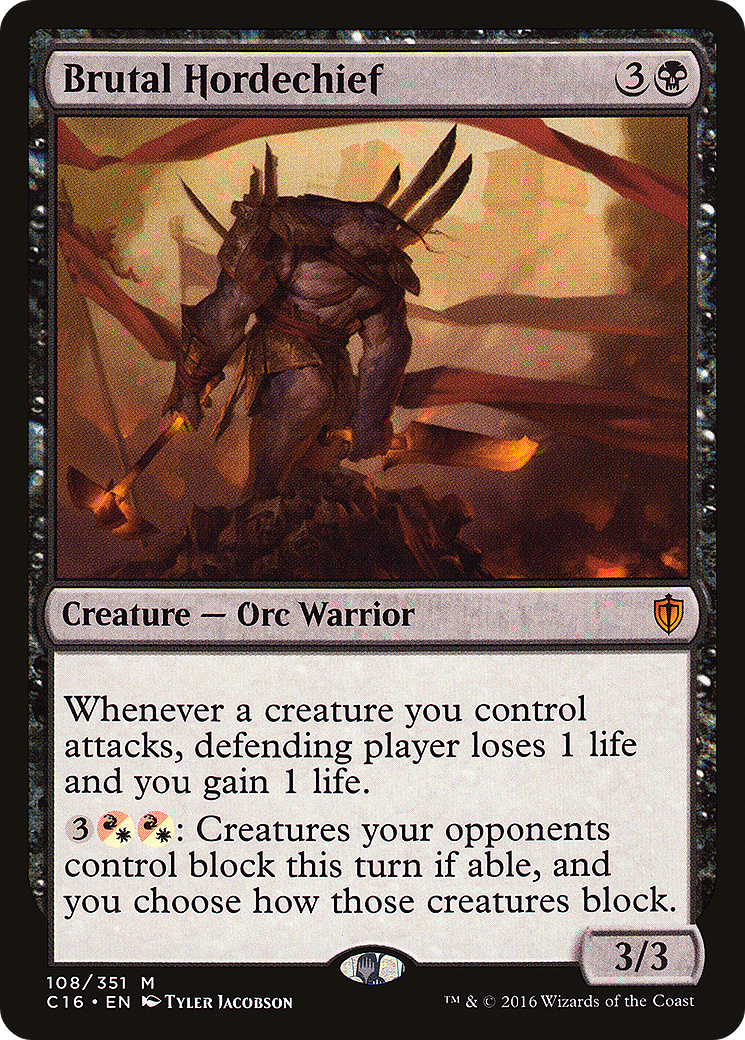 Brutal Hordechief 3
Creature — Orc Warrior
Whenever a creature you control
attacks, defending player loses 1 life
and you gain 1 life.
3: Creatures your opponents
control block this turn if able, and
you choose how those creatures block.
3/3
108/351 M
C16 • EN Tyler Jacobson
™ & © 2016 Wizards of the Coast